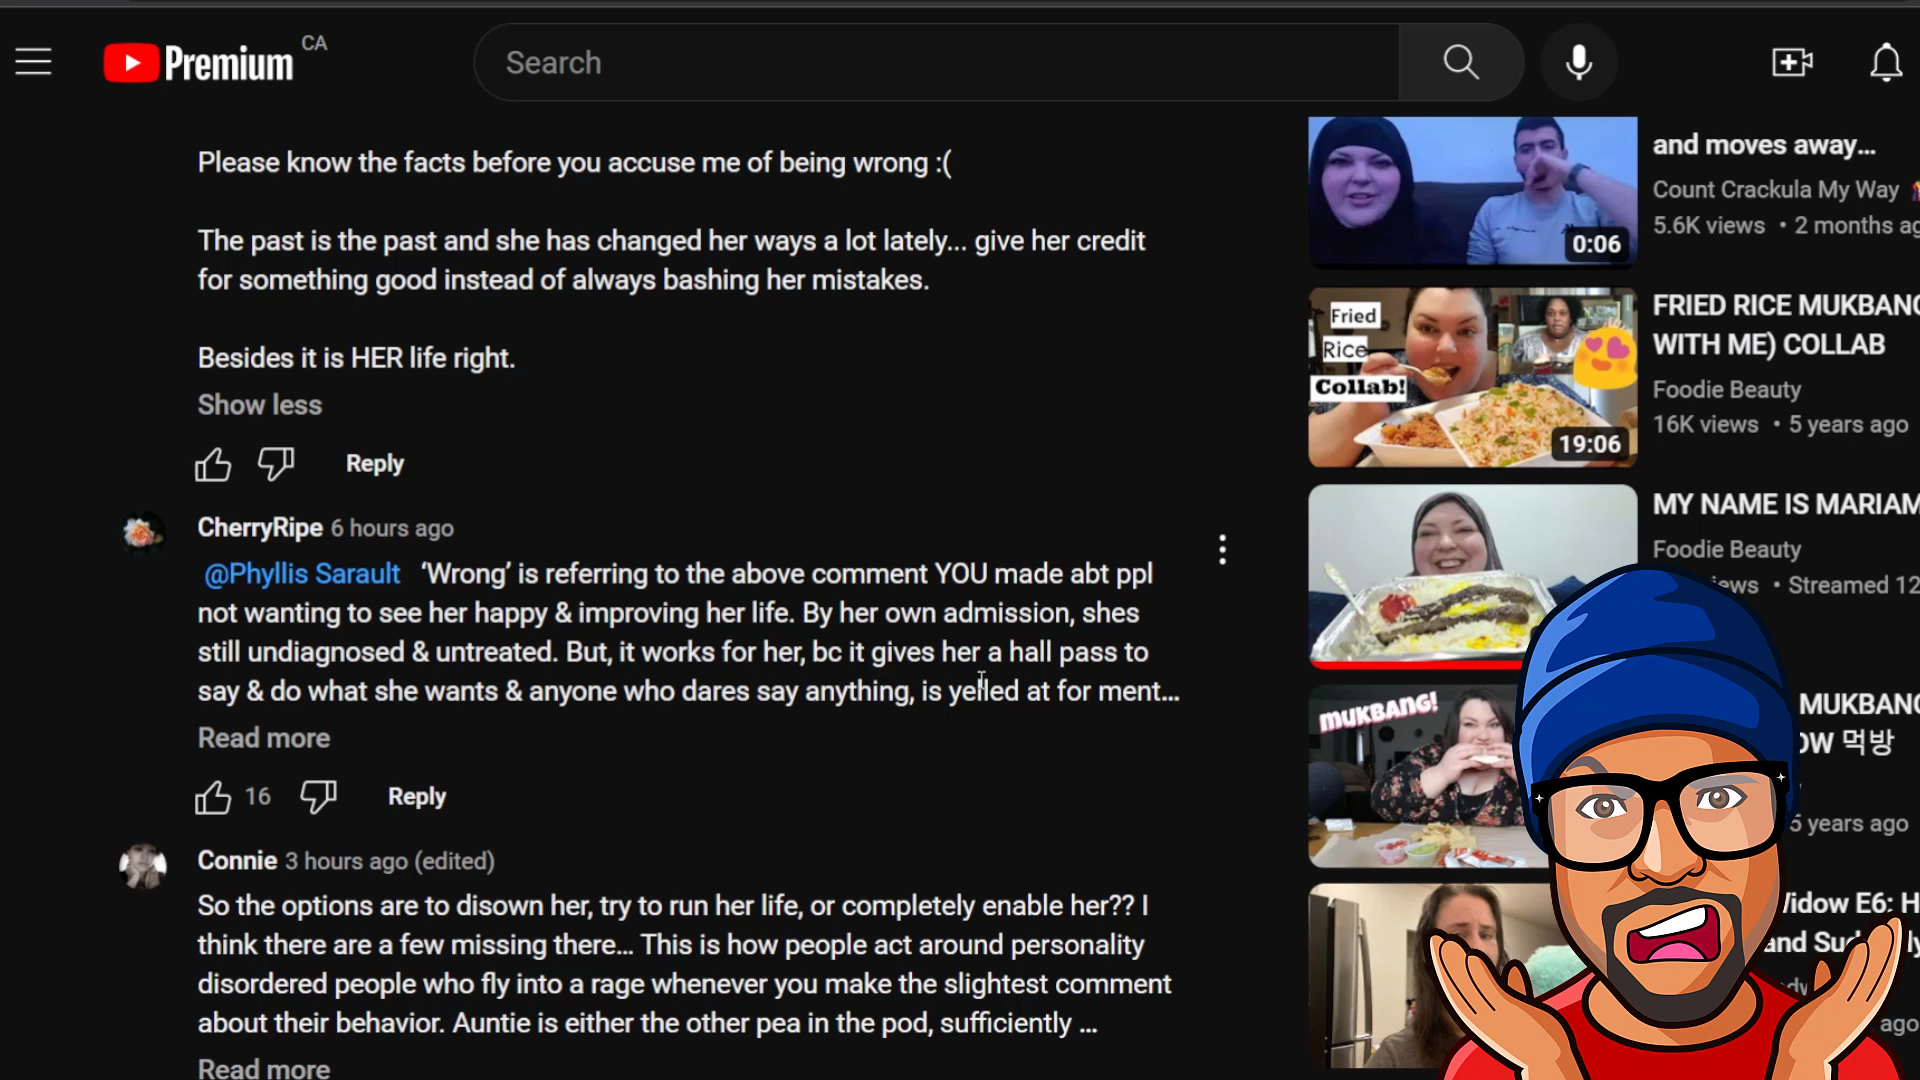 Premium CA
Search
Please know the facts before you accuse me of being wrong :(
The past is the past and she has changed her ways a lot lately... give her credit
for something good instead of always bashing her mistakes.
Besides it is HER life right.
Show less
Reply
CherryRipe 6 hours ago
@Phyllis Sarault ‘Wrong’ is referring to the above comment YOU made abt ppl
not wanting to see her happy & improving her life. By her own admission, shes
still undiagnosed & untreated. But, it works for her, bc it gives her a hall pass to
say & do what she wants & anyone who dares say anything, is yelled at for ment...
Read more
16 Reply
Connie 3 hours ago (edited)
So the options are to disown her, try to run her life, or completely enable her?? I
think there are a few missing there... This is how people act around personality
disordered people who fly into a rage whenever you make the slightest comment
about their behavior. Auntie is either the other pea in the pod, sufficiently ...
Read more
0:06
and moves away...
Count Crackula My Way
5.6K views • 2 months ag
Fried
Rice
Collab!
19:06
FRIED RICE MUKBANG
WITH ME) COLLAB
Foodie Beauty
16K views • 5 years ago
MY NAME IS MARIAM
Foodie Beauty
ews • Streamed 12
MUKBANG!
MUKBANG
OW 먹방
5 years ago
Widow E6: H
and Sud
ago